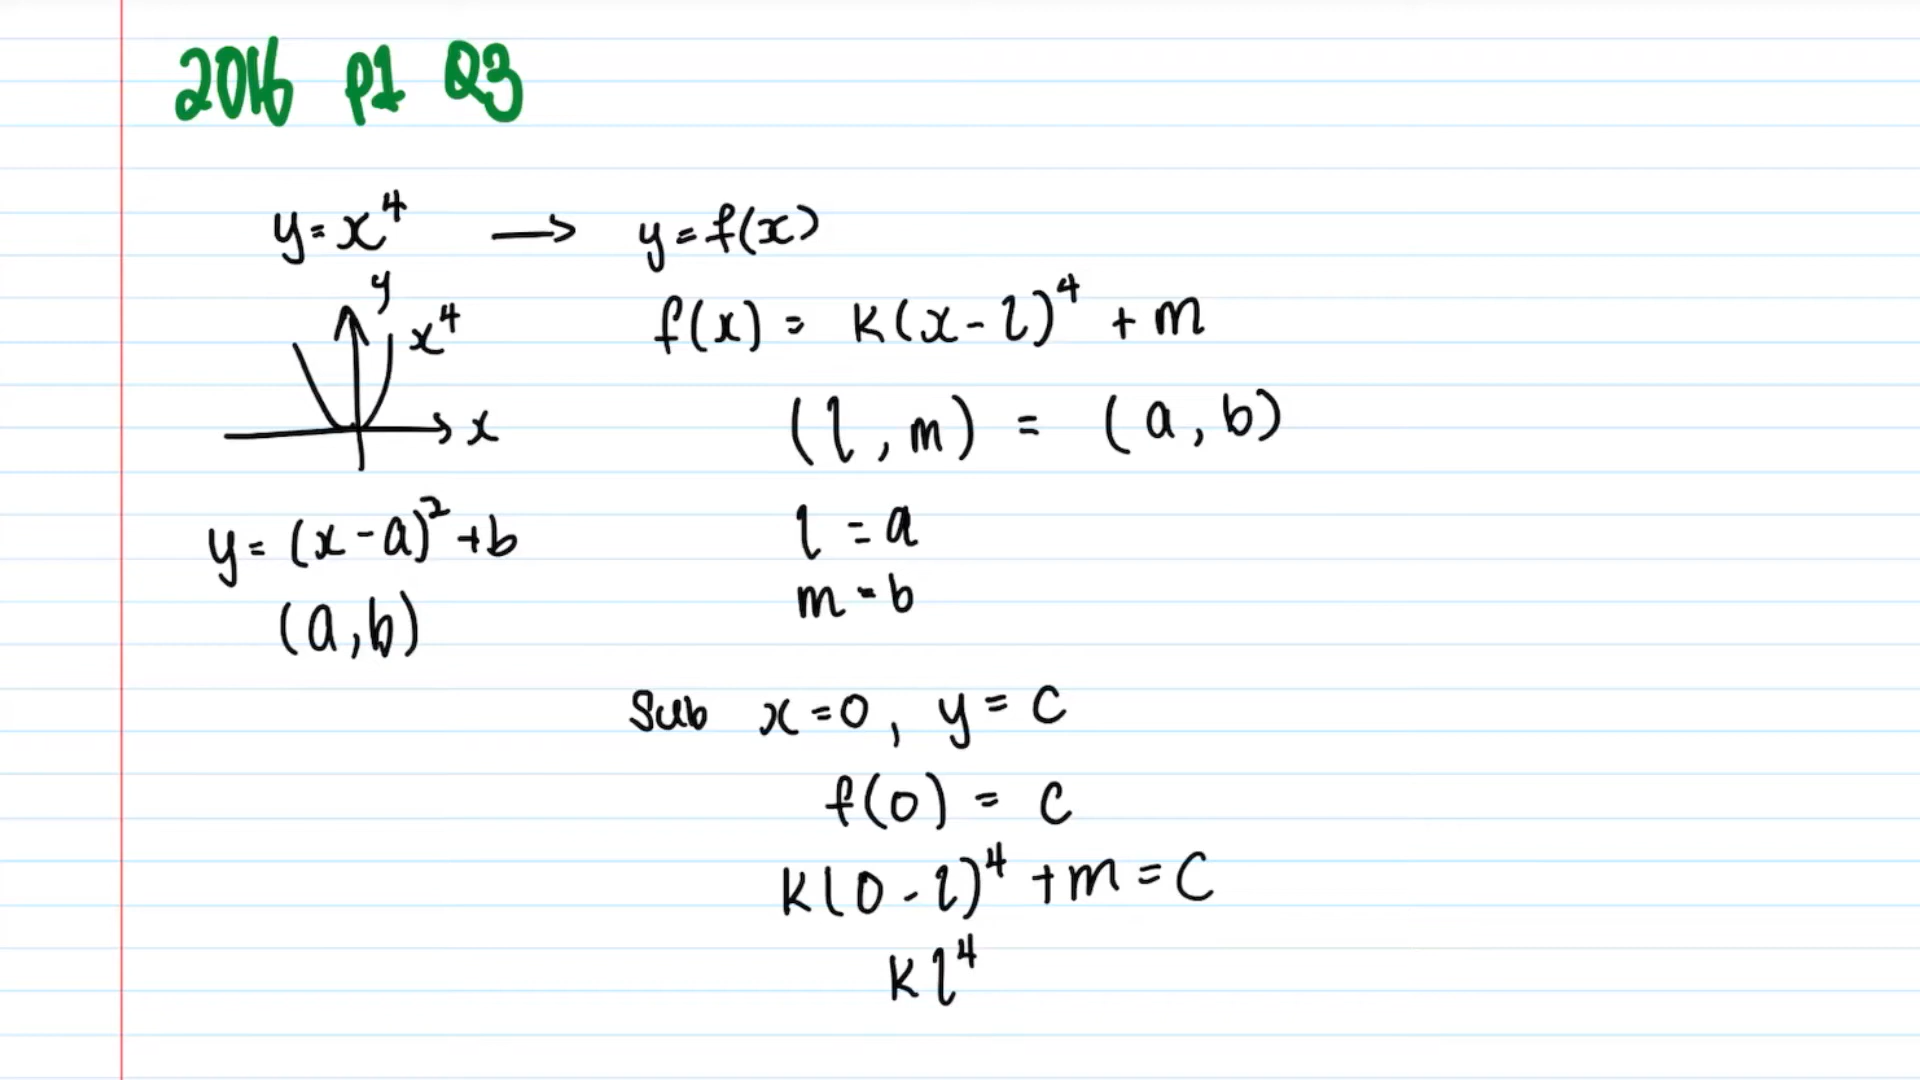 2016 p1 Q3
y = x⁴ → y = f(x)
y
x⁴
x
f(x) = k(x - l)⁴ + m
(l, m) = (a, b)
y = (x - a)² + b
(a, b)
l = a
m = b
Sub x = 0, y = c
f(0) = c
k(0 - l)⁴ + m = c
kl⁴